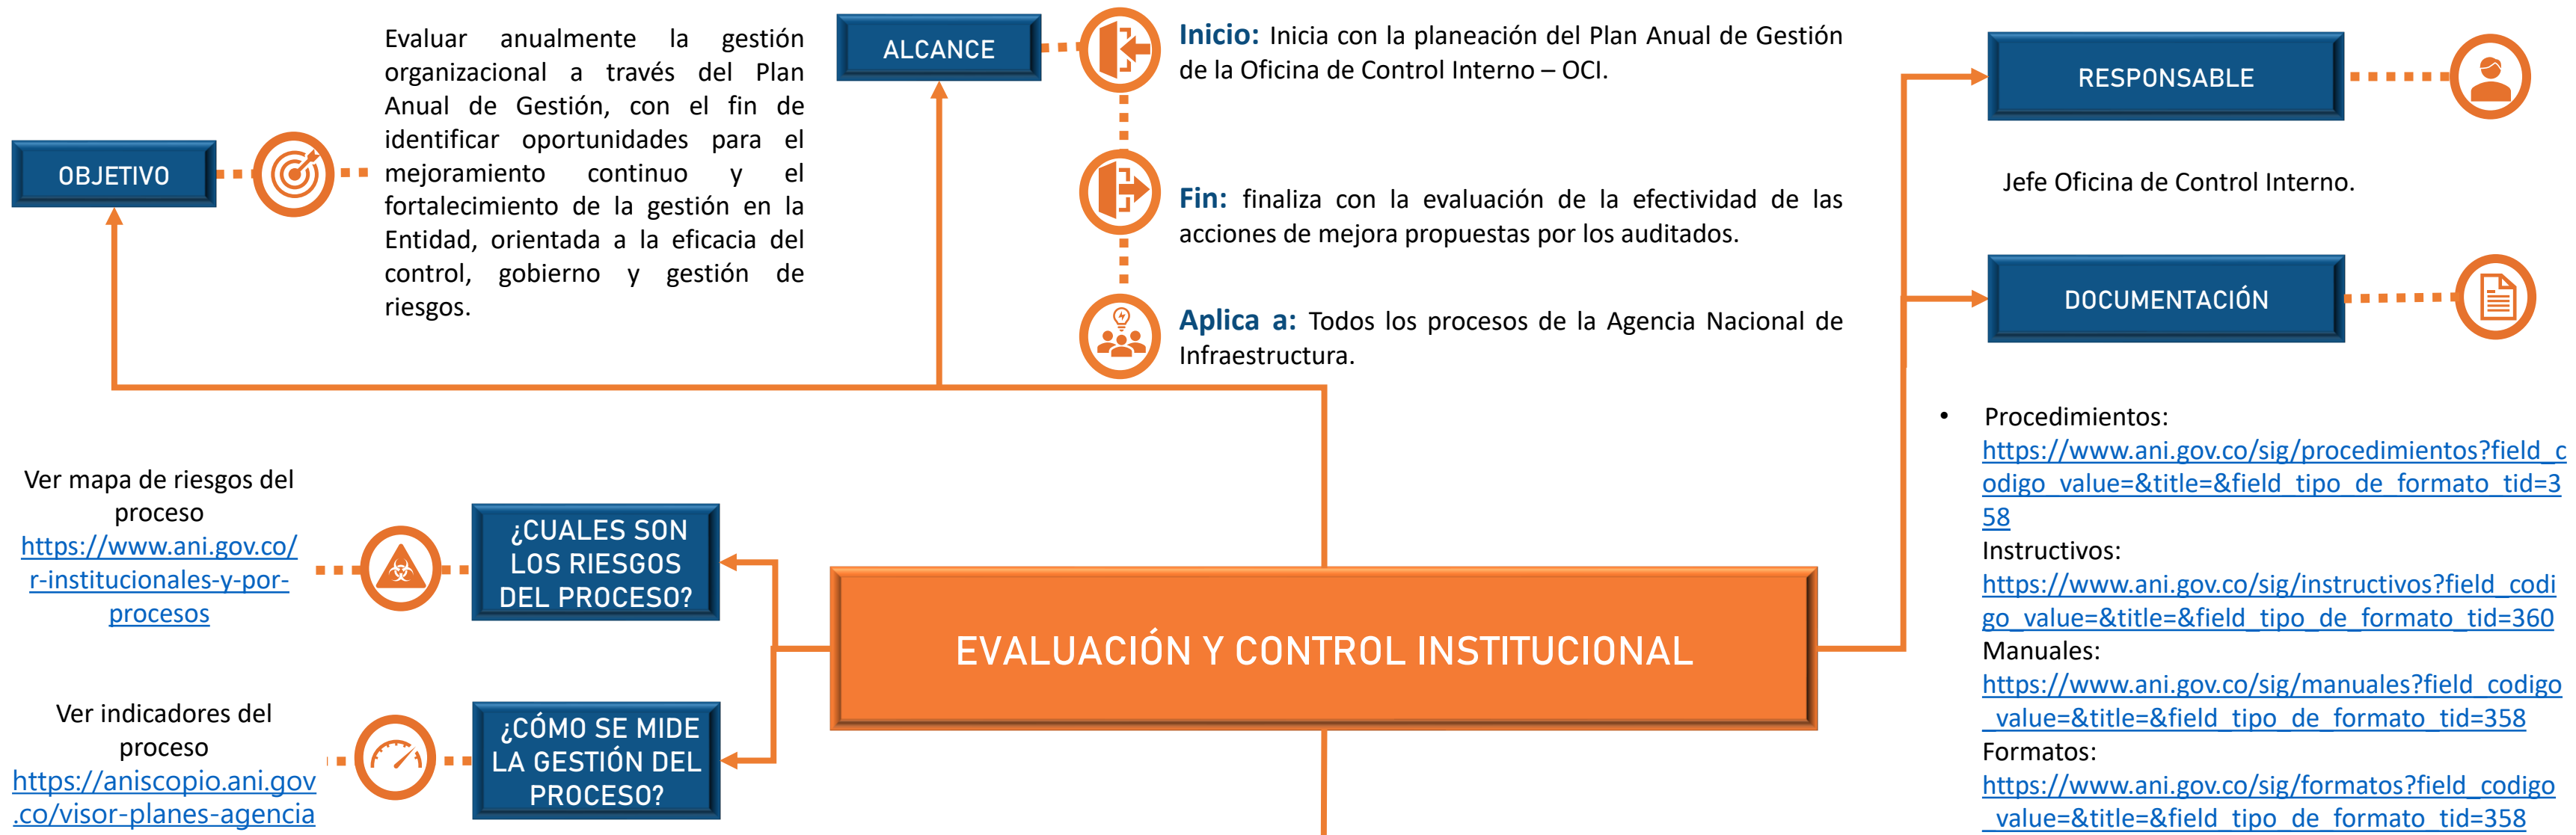 OBJETIVO
Evaluar anualmente la gestión
organizacional a través del Plan
Anual de Gestión, con el fin de
identificar oportunidades para el
mejoramiento continuo y el
fortalecimiento de la gestión en la
Entidad, orientada a la eficacia del
control, gobierno y gestión de
riesgos.
ALCANCE
Inicio: Inicia con la planeación del Plan Anual de Gestión
de la Oficina de Control Interno – OCI.
Fin: finaliza con la evaluación de la efectividad de las
acciones de mejora propuestas por los auditados.
Aplica a: Todos los procesos de la Agencia Nacional de
Infraestructura.
RESPONSABLE
Jefe Oficina de Control Interno.
DOCUMENTACIÓN
• Procedimientos:
https://www.ani.gov.co/sig/procedimientos?field_c
odigo_value=&title=&field_tipo_de_formato_tid=3
58
Instructivos:
https://www.ani.gov.co/sig/instructivos?field_codi
go_value=&title=&field_tipo_de_formato_tid=360
Manuales:
https://www.ani.gov.co/sig/manuales?field_codigo
_value=&title=&field_tipo_de_formato_tid=358
Formatos:
https://www.ani.gov.co/sig/formatos?field_codigo
_value=&title=&field_tipo_de_formato_tid=358
Ver mapa de riesgos del
proceso
https://www.ani.gov.co/
r-institucionales-y-por-
procesos
¿CUALES SON
LOS RIESGOS
DEL PROCESO?
EVALUACIÓN Y CONTROL INSTITUCIONAL
Ver indicadores del
proceso
https://aniscopio.ani.gov
.co/visor-planes-agencia
¿CÓMO SE MIDE
LA GESTIÓN DEL
PROCESO?